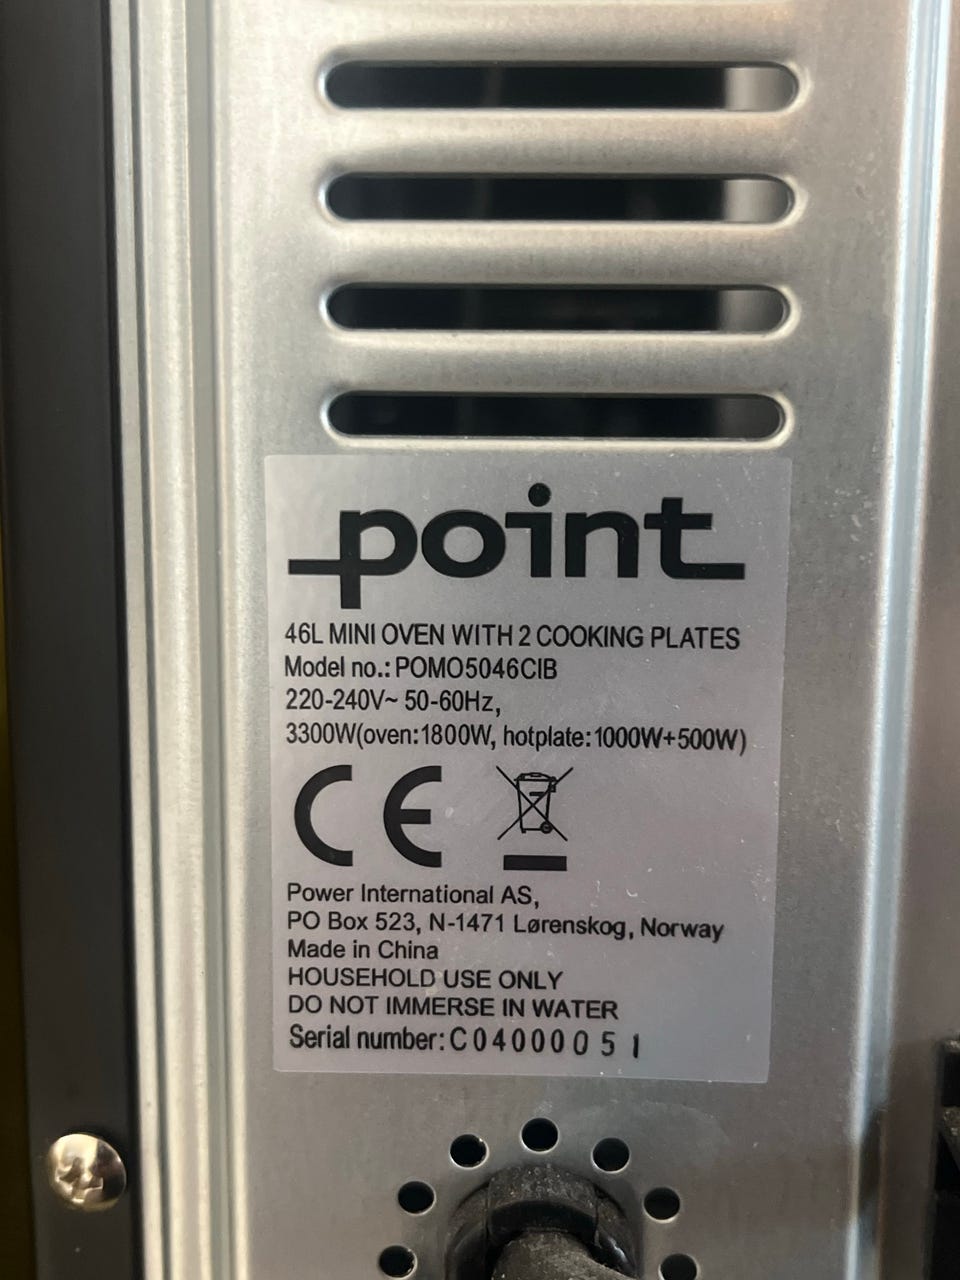 point
46L MINI OVEN WITH 2 COOKING PLATES
Model no.: POMO5046CIB
220-240V~ 50-60Hz,
3300W(oven:1800W, hotplate:1000W+500W)
CE
Power International AS,
PO Box 523, N-1471 Lørenskog, Norway
Made in China
HOUSEHOLD USE ONLY
DO NOT IMMERSE IN WATER
Serial number: C04000051